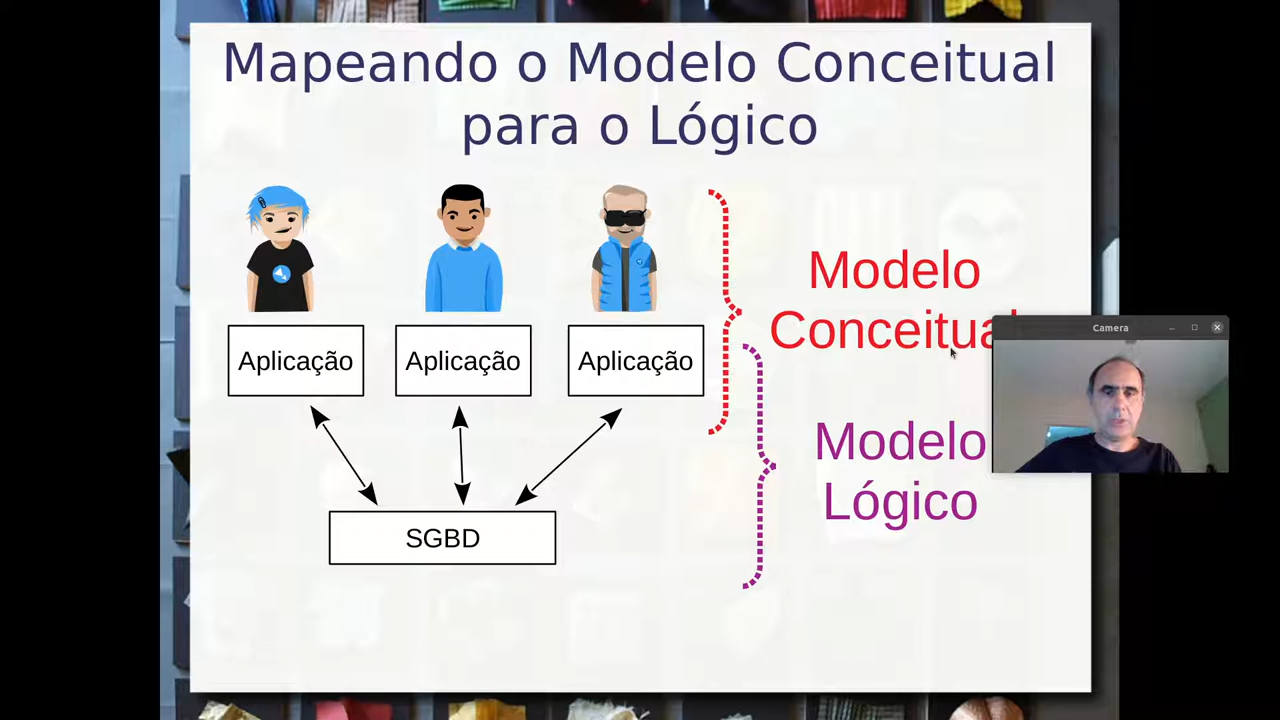 Mapeando o Modelo Conceitual
para o Lógico
Modelo
Conceitual
Aplicação
Aplicação
Aplicação
Camera
Modelo
Lógico
SGBD